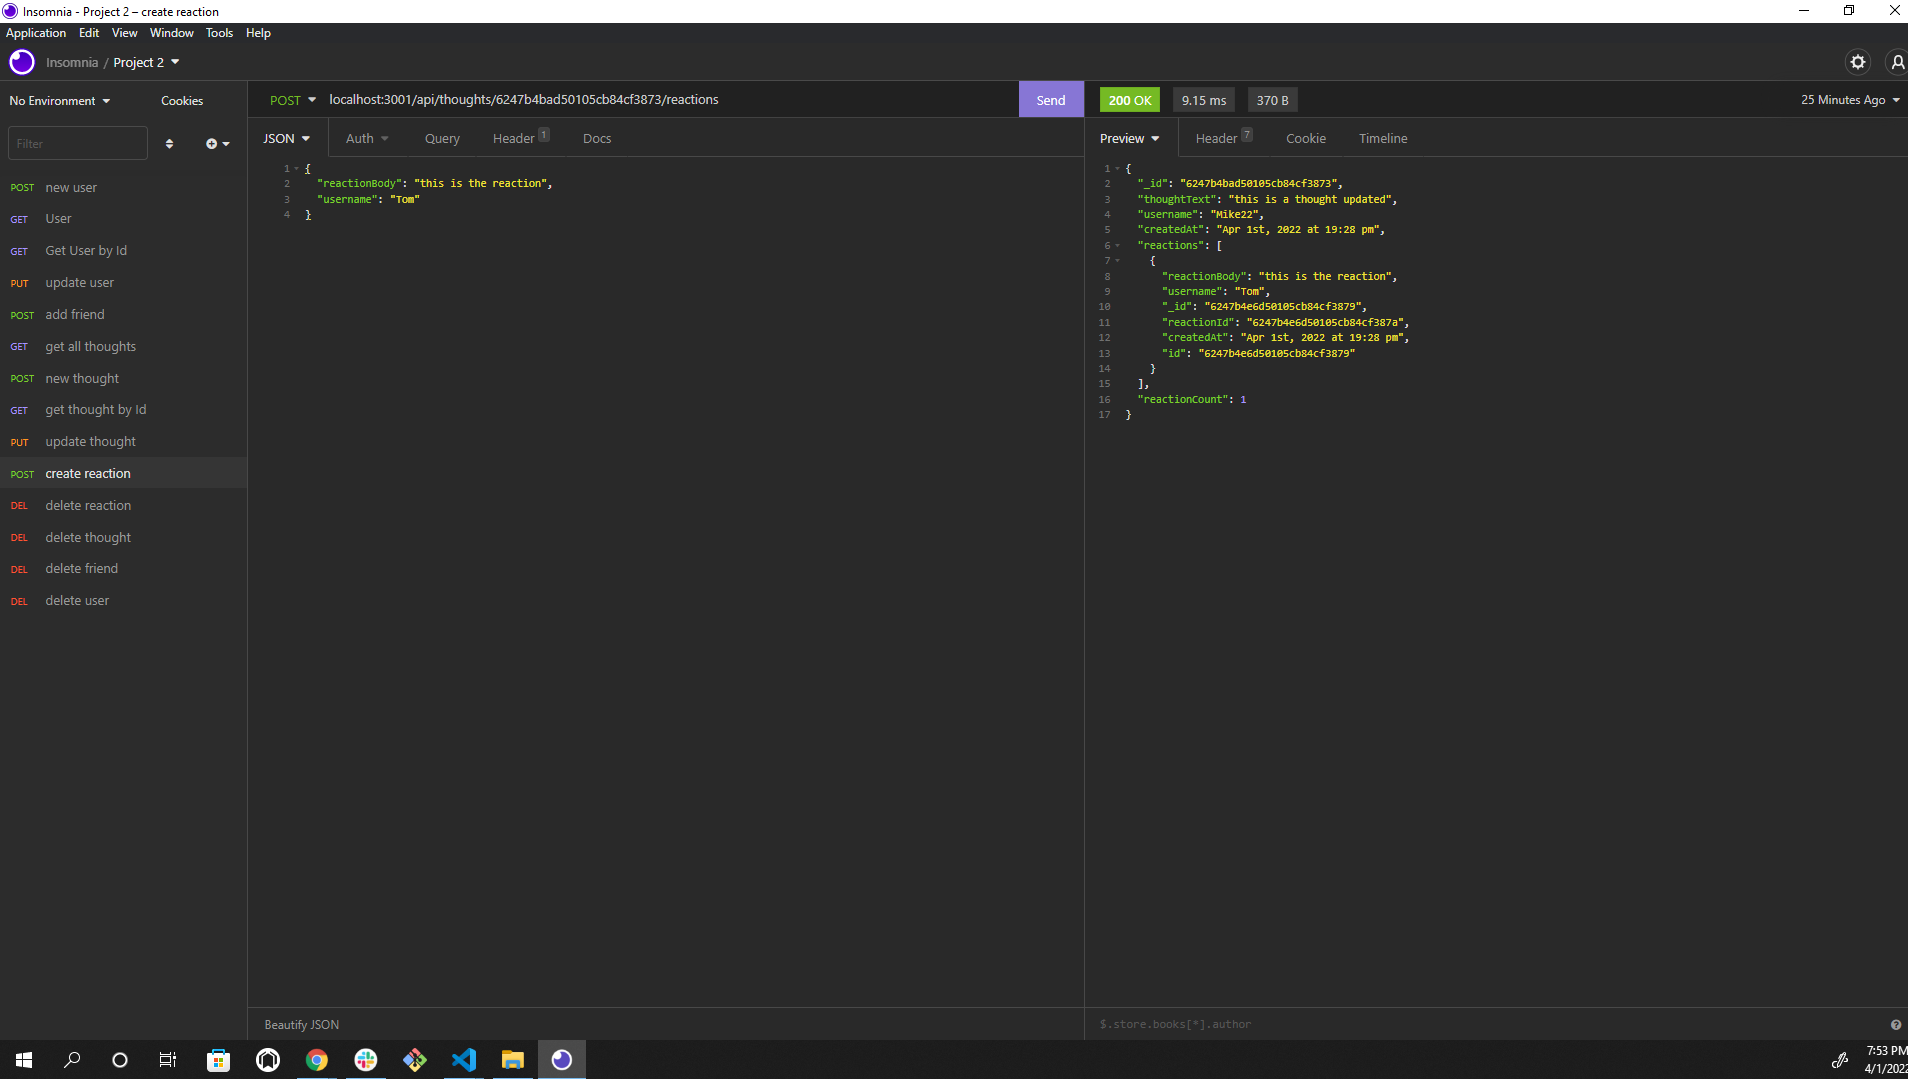 Insomnia - Project 2 – create reaction
Application Edit View Window Tools Help
Insomnia / Project 2
No Environment Cookies
Filter
POST new user
GET User
GET Get User by Id
PUT update user
POST add friend
GET get all thoughts
POST new thought
GET get thought by Id
PUT update thought
POST create reaction
DEL delete reaction
DEL delete thought
DEL delete friend
DEL delete user
POST localhost:3001/api/thoughts/6247b4bad50105cb84cf3873/reactions Send
JSON Auth Query Header 1 Docs
1 {
2 "reactionBody": "this is the reaction",
3 "username": "Tom"
4 }
Beautify JSON
200 OK 9.15 ms 370 B 25 Minutes Ago
Preview Header 7 Cookie Timeline
1 {
2 "_id": "6247b4bad50105cb84cf3873",
3 "thoughtText": "this is a thought updated",
4 "username": "Mike22",
5 "createdAt": "Apr 1st, 2022 at 19:28 pm",
6 "reactions": [
7 {
8 "reactionBody": "this is the reaction",
9 "username": "Tom",
10 "_id": "6247b4e6d50105cb84cf3879",
11 "reactionId": "6247b4e6d50105cb84cf387a",
12 "createdAt": "Apr 1st, 2022 at 19:28 pm",
13 "id": "6247b4e6d50105cb84cf3879"
14 }
15 ],
16 "reactionCount": 1
17 }
$.store.books[*].author
7:53 PM
4/1/2022